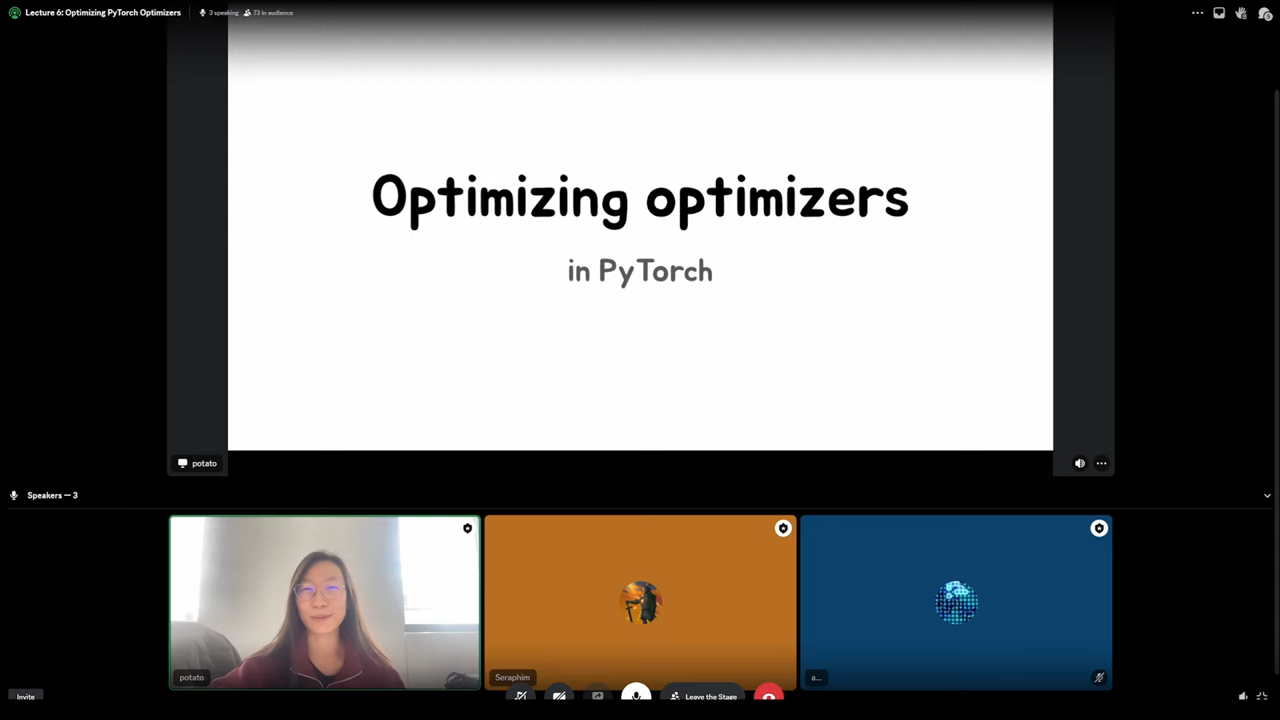 Lecture 6: Optimizing PyTorch Optimizers
3 speaking
73 in audience
Optimizing optimizers
in PyTorch
potato
Speakers — 3
potato
Seraphim
a...
Invite
Leave the Stage